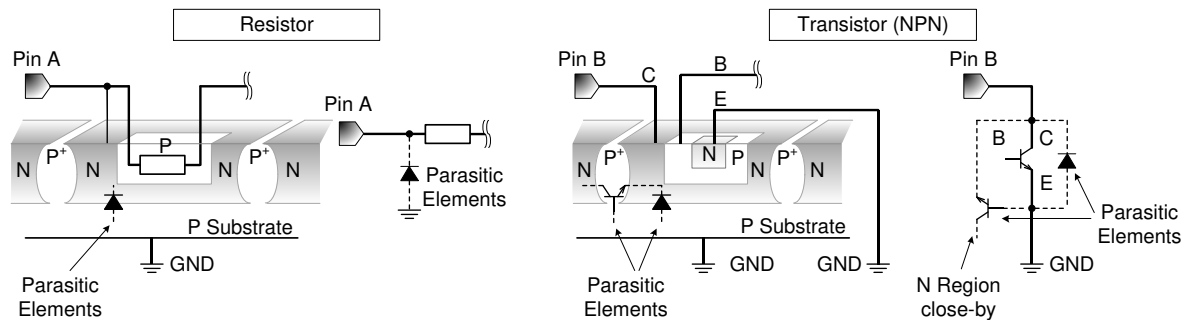 Resistor
Pin A
N
P+
N
P
N
P+
N
P Substrate
GND
Parasitic
Elements
Pin A
Parasitic
Elements
Transistor (NPN)
Pin B
C
B
E
N
P+
N
N
P
N
P+
N
P Substrate
GND
GND
Parasitic
Elements
Pin B
B
C
E
Parasitic
Elements
GND
N Region
close-by